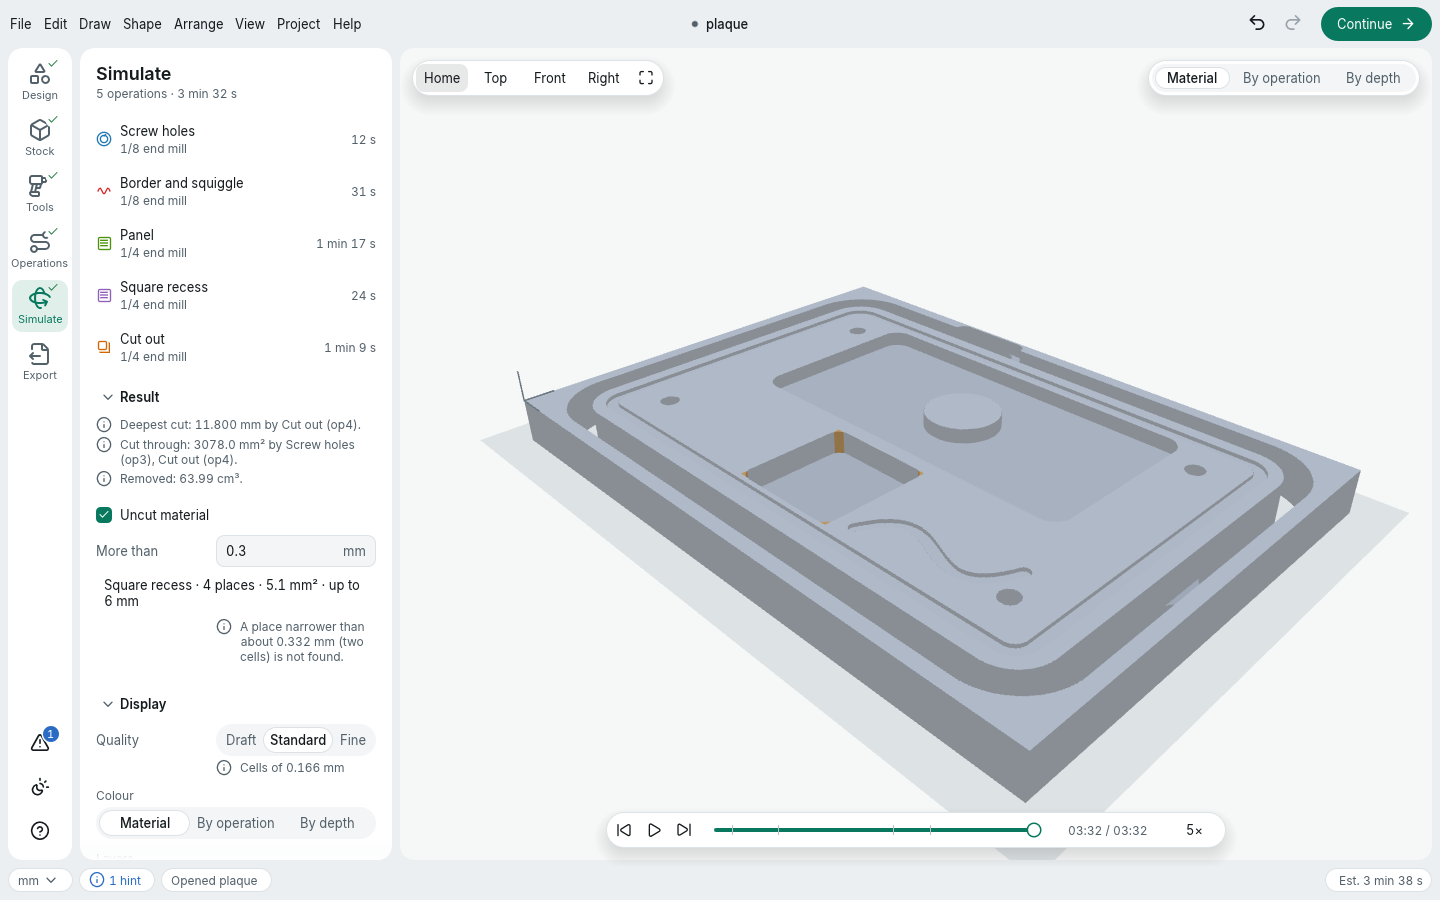 File Edit Draw Shape Arrange View Project Help
plaque
Continue
Design
Stock
Tools
Operations
Simulate
Export
1
Simulate
5 operations · 3 min 32 s
Screw holes
1/8 end mill
12 s
Border and squiggle
1/8 end mill
31 s
Panel
1/4 end mill
1 min 17 s
Square recess
1/4 end mill
24 s
Cut out
1/4 end mill
1 min 9 s
Result
Deepest cut: 11.800 mm by Cut out (op4).
Cut through: 3078.0 mm² by Screw holes
(op3), Cut out (op4).
Removed: 63.99 cm³.
Uncut material
More than 0.3 mm
Square recess · 4 places · 5.1 mm² · up to
6 mm
A place narrower than
about 0.332 mm (two
cells) is not found.
Display
Quality Draft Standard Fine
Cells of 0.166 mm
Colour
Material By operation By depth
Home Top Front Right
Material By operation By depth
03:32 / 03:32 5×
mm
1 hint
Opened plaque
Est. 3 min 38 s